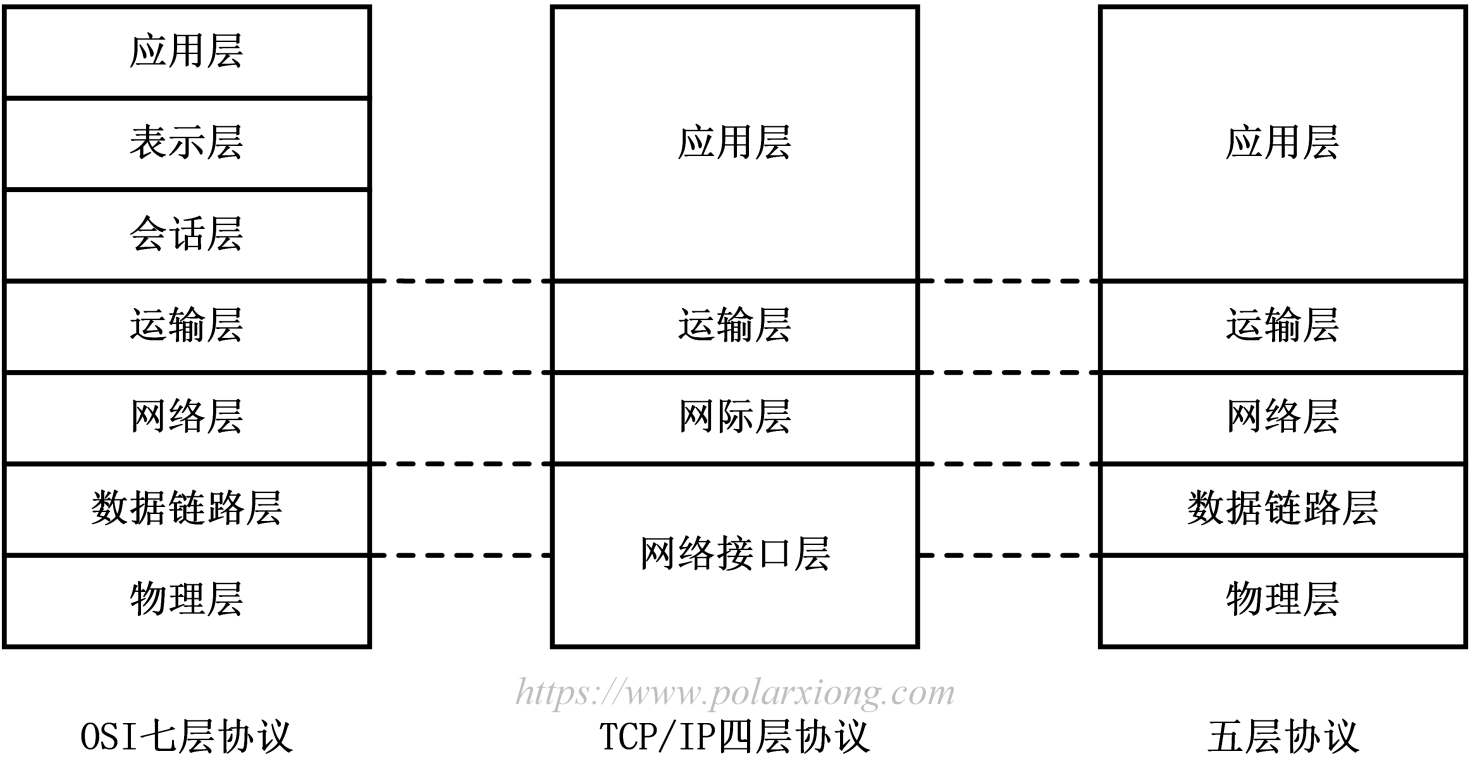 应用层
表示层
会话层
运输层
网络层
数据链路层
物理层
OSI七层协议
应用层
运输层
网际层
网络接口层
TCP/IP四层协议
应用层
运输层
网络层
数据链路层
物理层
五层协议
https://www.polarxiong.com